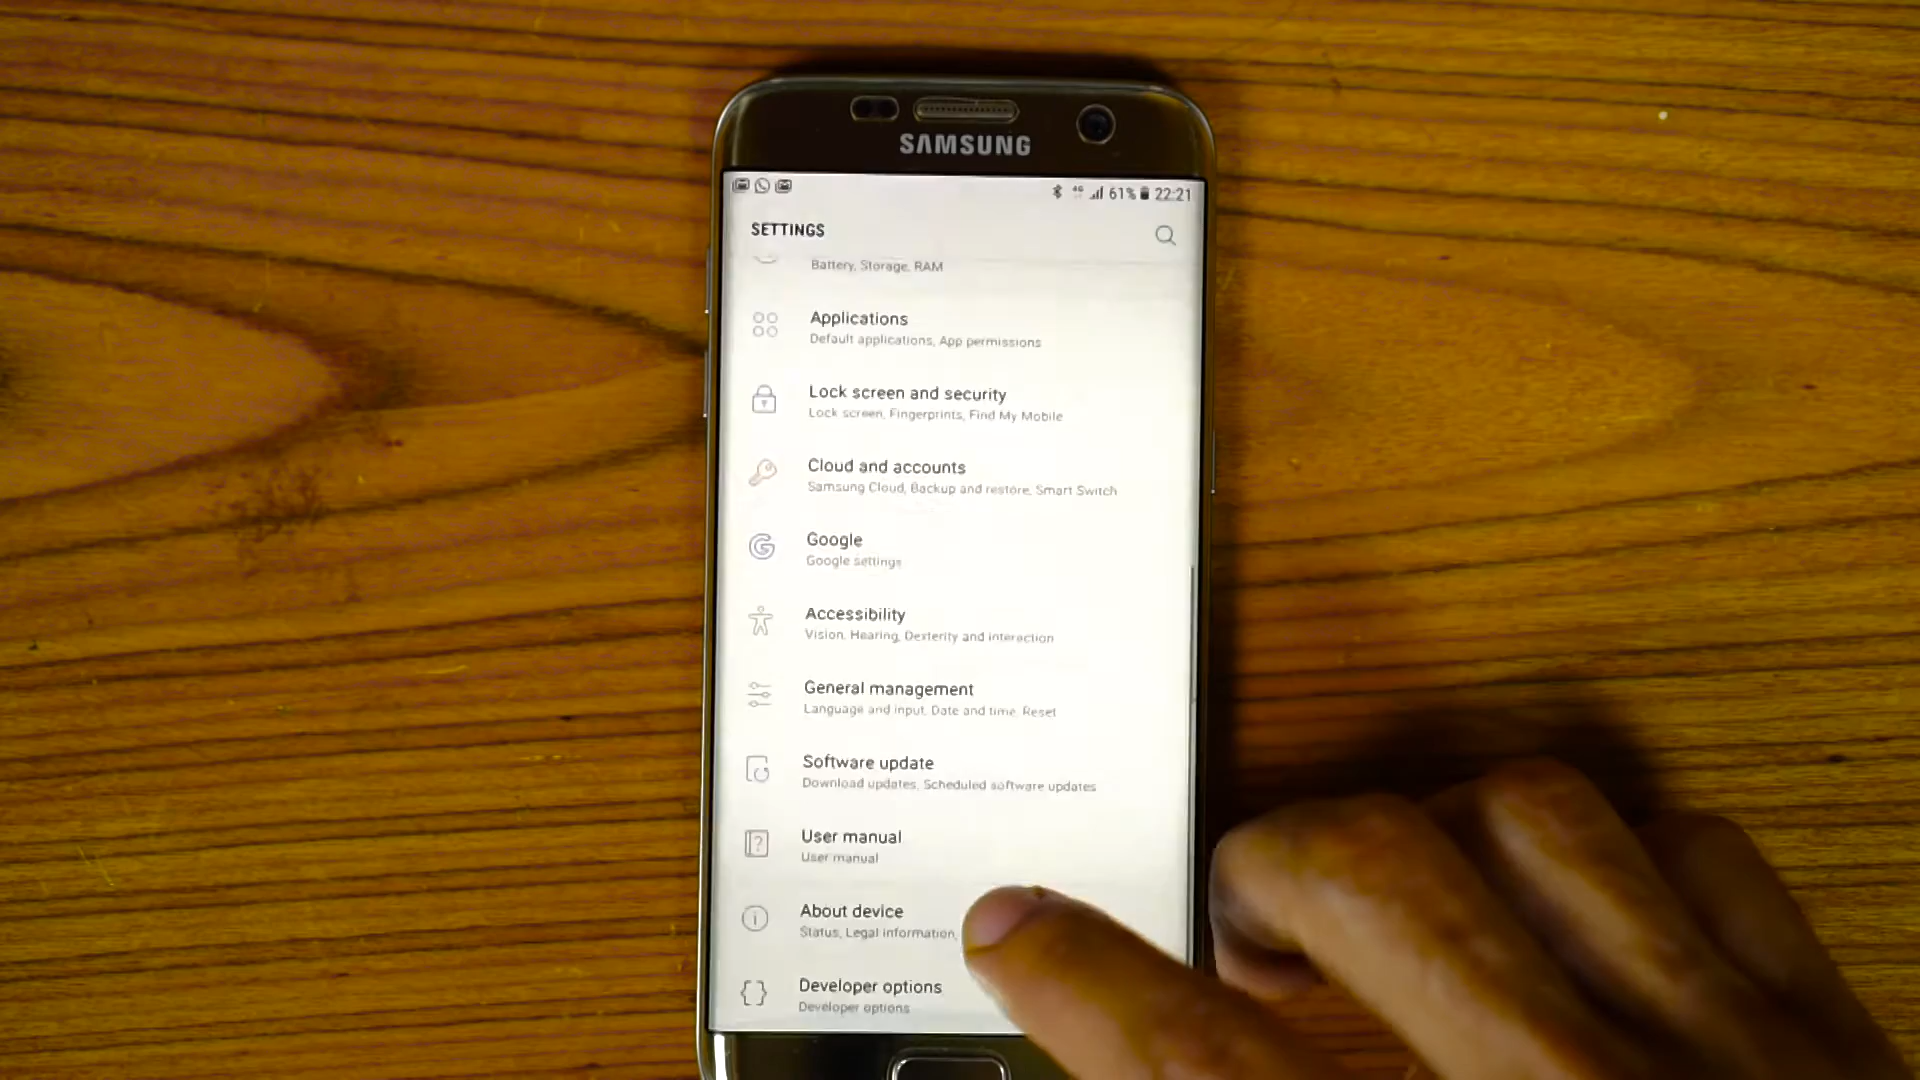 SAMSUNG
4G 61% 22:21
SETTINGS
Battery, Storage, RAM
Applications
Default applications, App permissions
Lock screen and security
Lock screen, Fingerprints, Find My Mobile
Cloud and accounts
Samsung Cloud, Backup and restore, Smart Switch
Google
Google settings
Accessibility
Vision, Hearing, Dexterity and interaction
General management
Language and input, Date and time, Reset
Software update
Download updates, Scheduled software updates
User manual
User manual
About device
Status, Legal information,
Developer options
Developer options